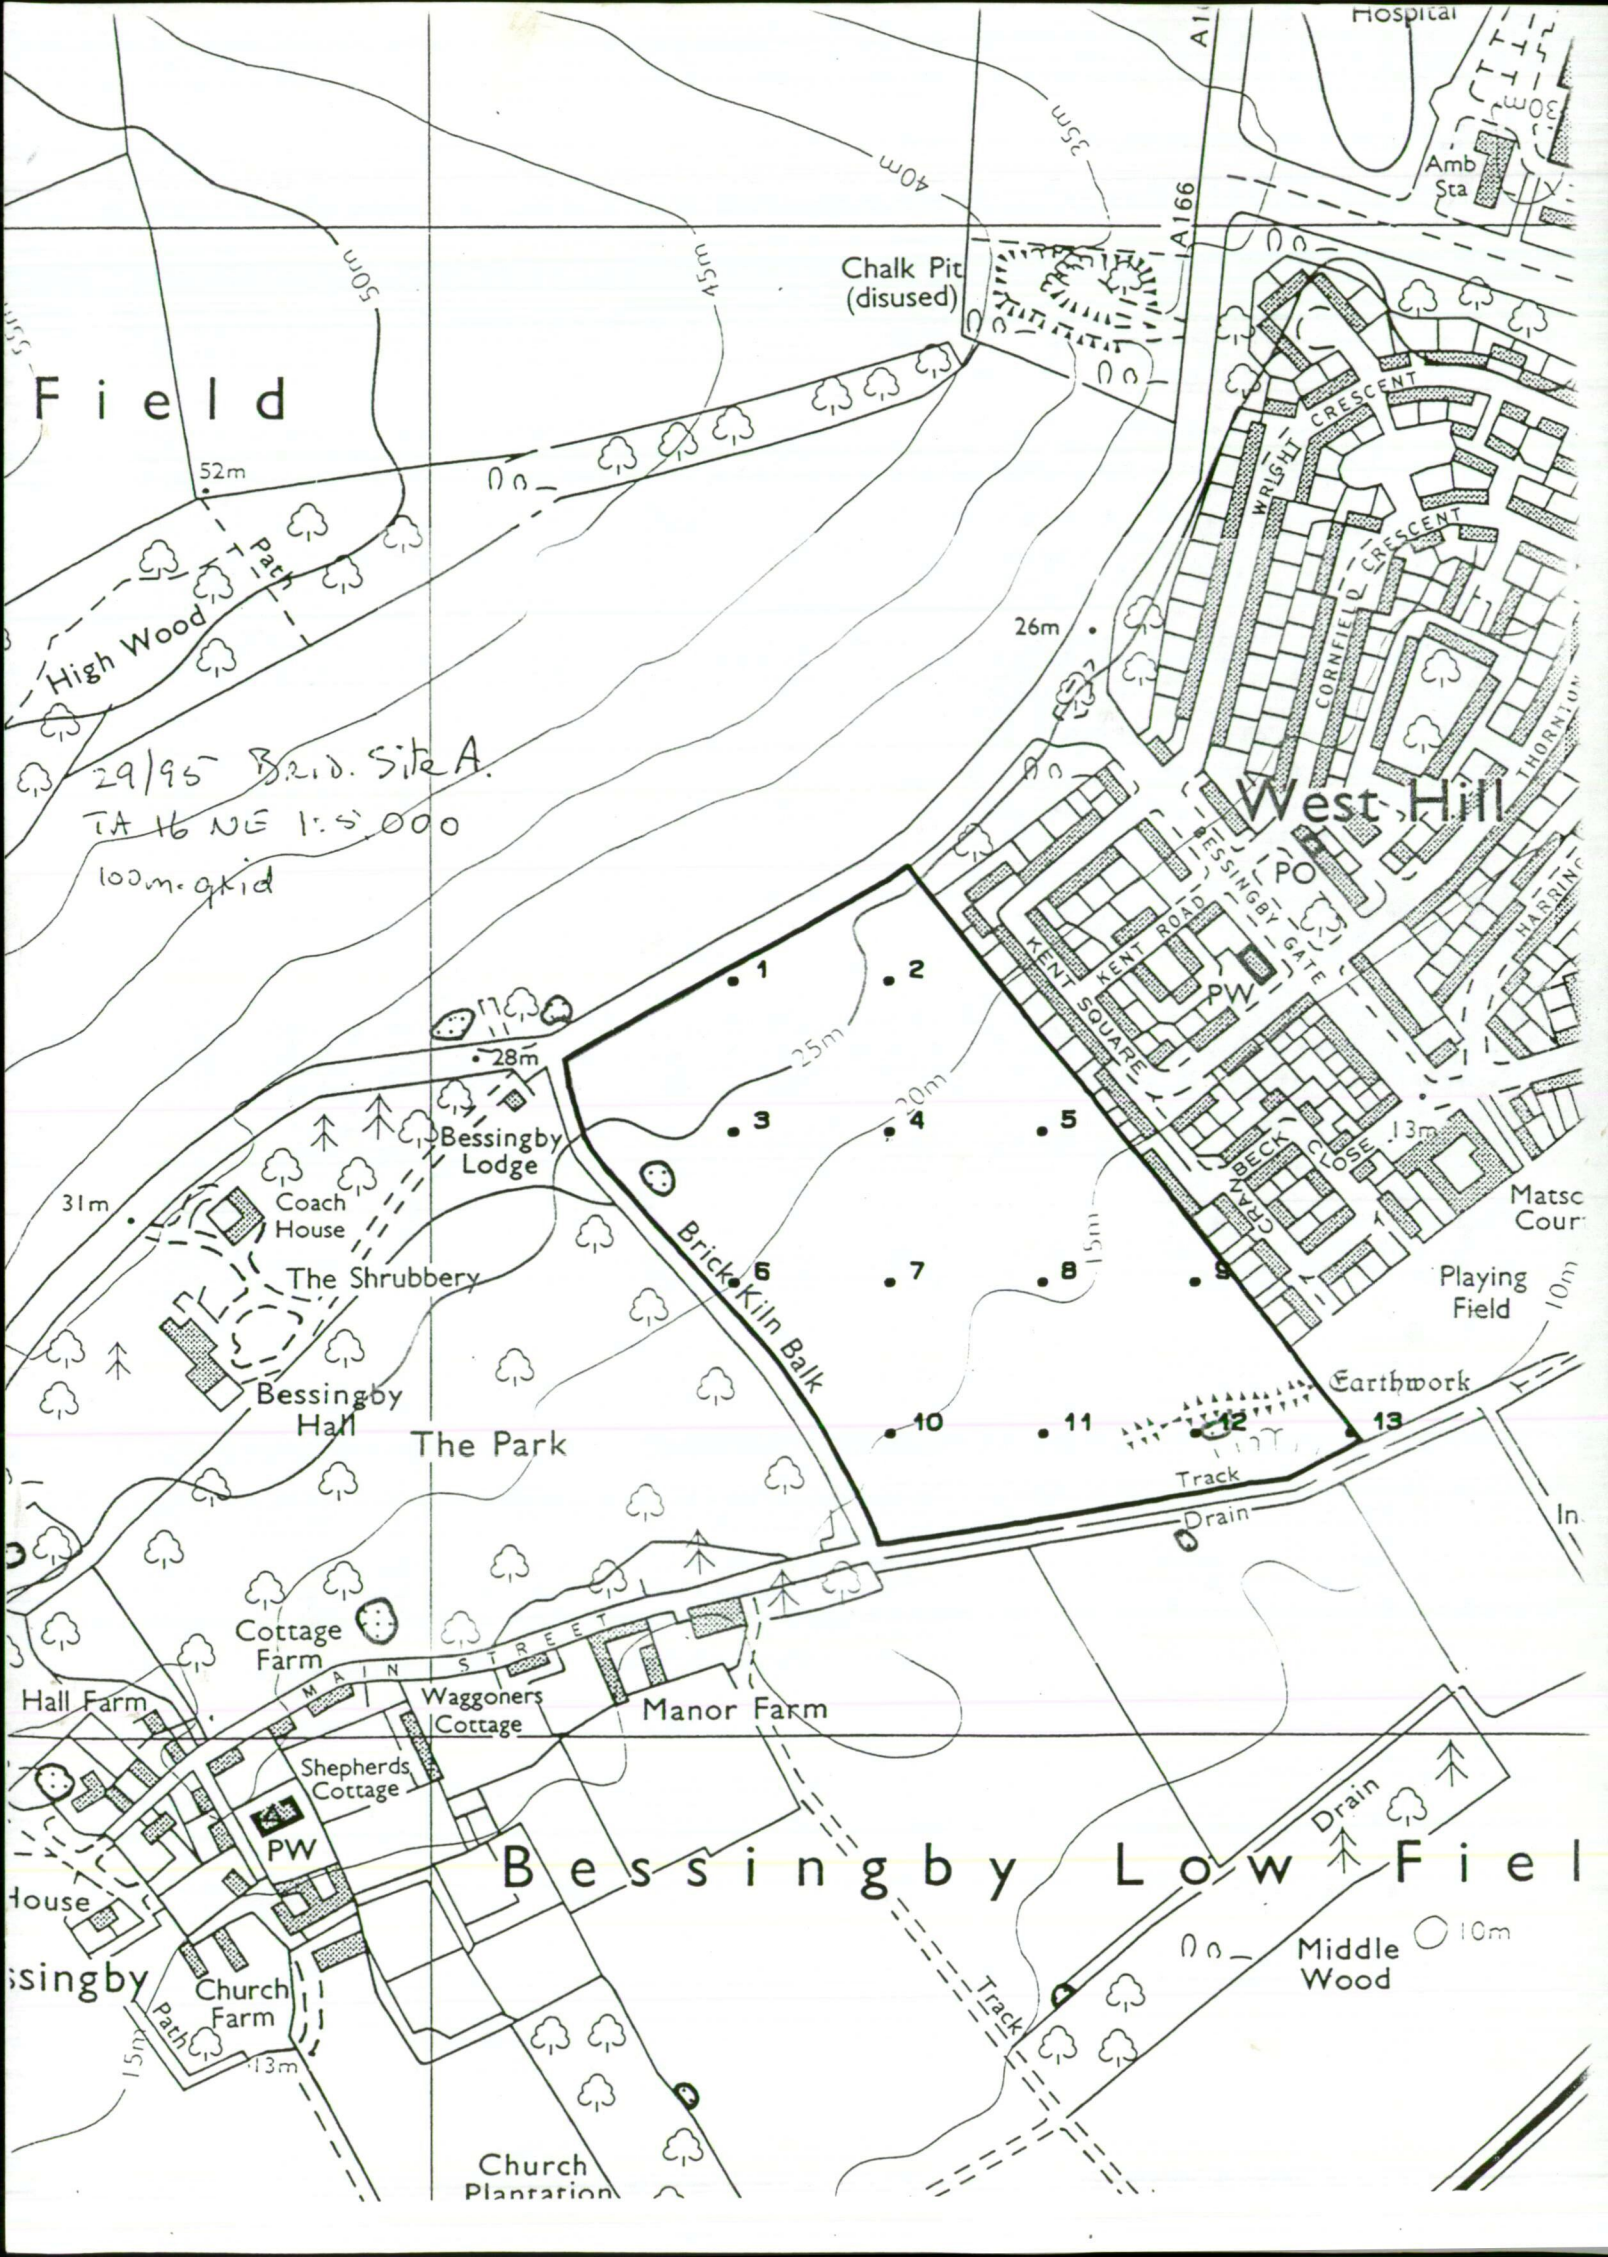 Hospital
30m
Amb
Sta
35m
40m
A166
50m
45m
Chalk Pit
(disused)
Field
CRESCENT
WRIGHT
52m
CRESCENT
Path
High Wood
26m
CORNFIELD
29/95 Brid. Site A.
TA 16 NE 1:5,000
100m. grid
West Hill
PO
BESSINGBY GATE
KENT ROAD
KENT SQUARE
PW
1
2
25m
28m
20m
3
4
5
Bessingby
Lodge
13m
CRANBECK CLOSE
31m
Coach
House
Brick Kiln Balk
15m
The Shrubbery
6
7
8
9
Playing
Field
10m
Bessingby
Hall
Earthwork
The Park
10
11
12
13
Track
Drain
Cottage
Farm
MAIN STREET
Hall Farm
Waggoners
Cottage
Manor Farm
Shepherds
Cottage
PW
Drain
Bessingby Low Fiel
House
Middle
Wood
10m
ssingby
Church
Farm
Path
Track
15m
13m
Church
Plantation